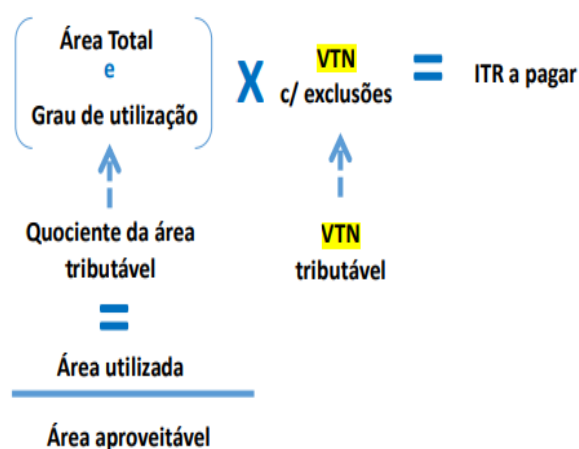 Área Total
e
Grau de utilização
X
VTN
c/ exclusões
=
ITR a pagar
Quociente da área
tributável
=
Área utilizada
Área aproveitável
VTN
tributável